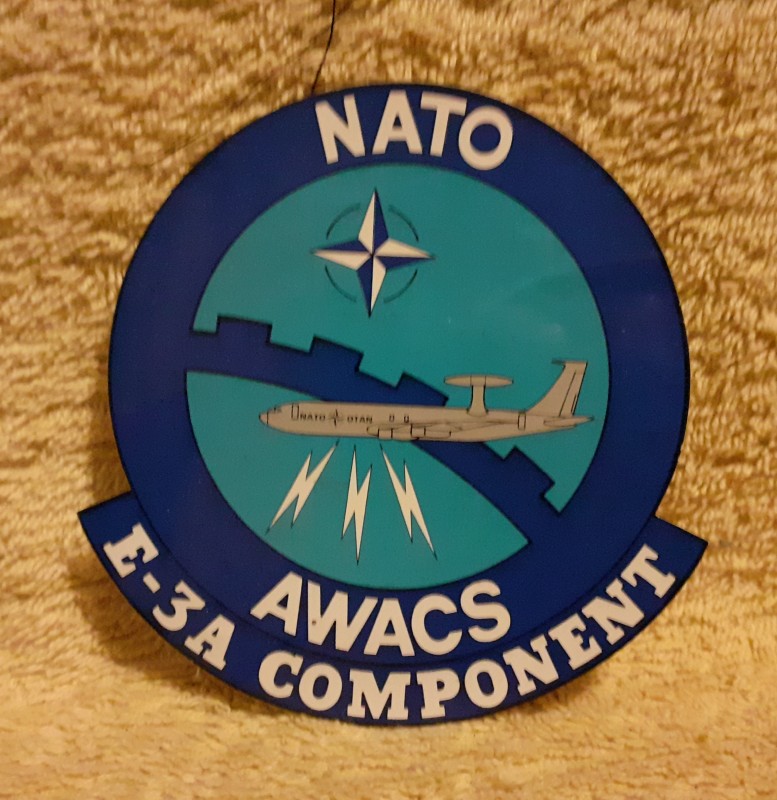 NATO
NATO OTAN
AWACS
E-3A COMPONENT